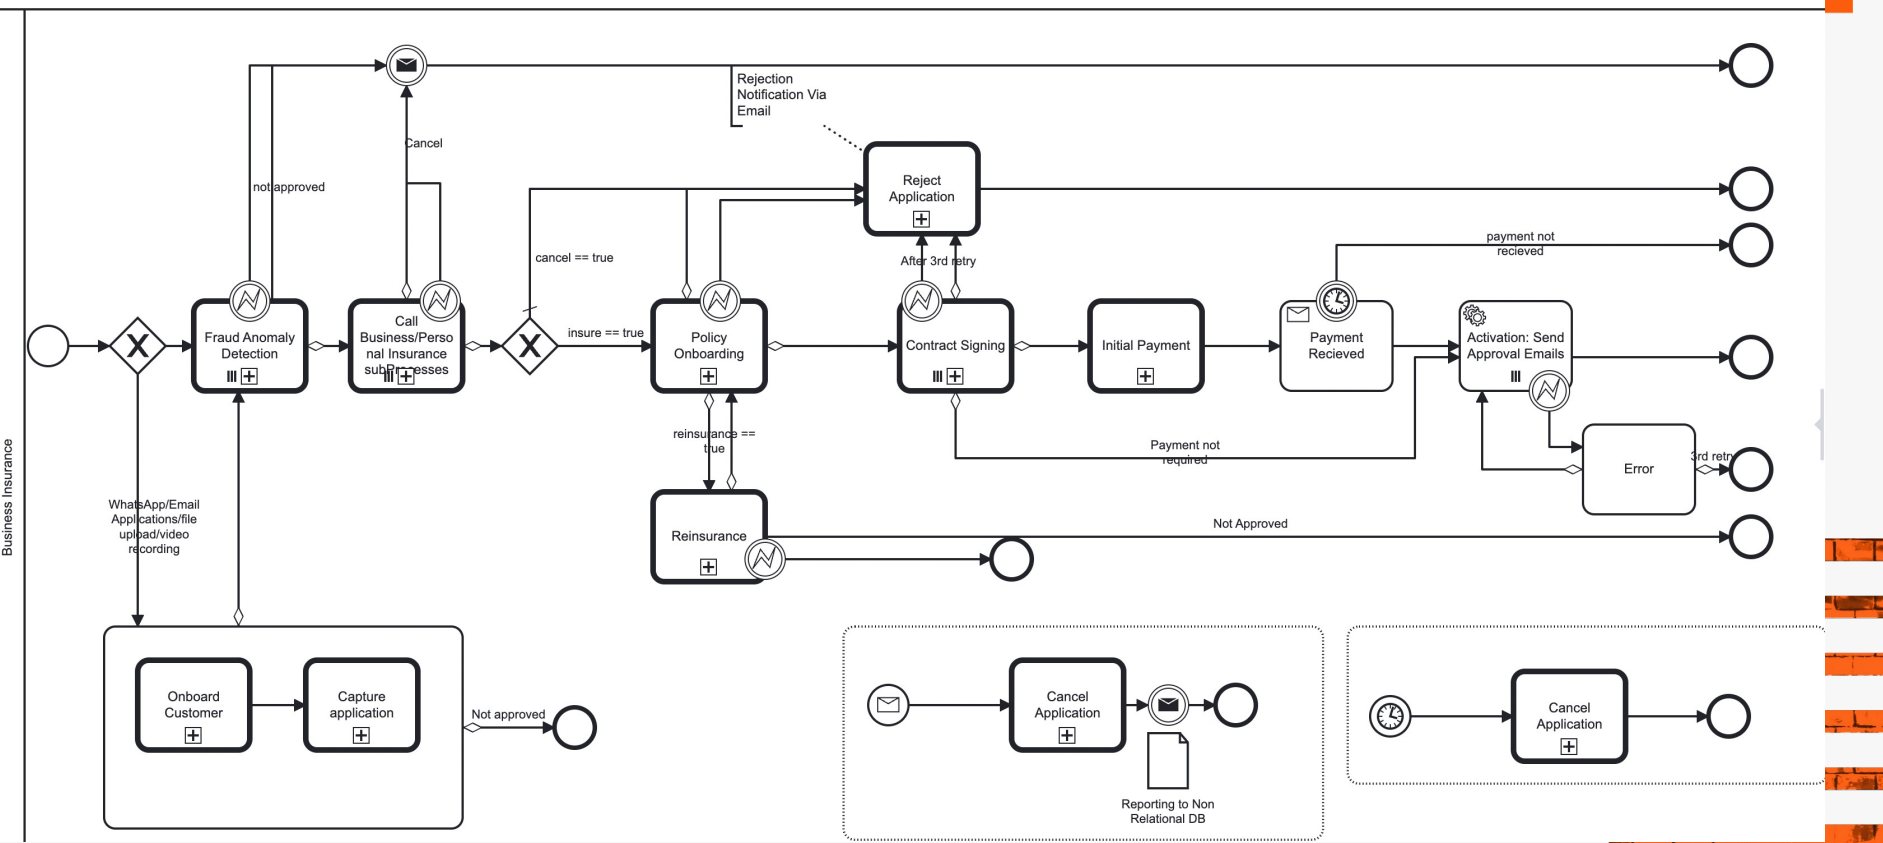 Business Insurance
Rejection
Notification Via
Email
Cancel
not approved
Reject
Application
payment not
recieved
cancel == true
After 3rd retry
insure == true
Fraud Anomaly
Detection
Call
Business/Perso
nal Insurance
subProcesses
Policy
Onboarding
Contract Signing
Initial Payment
Payment
Recieved
Activation: Send
Approval Emails
reinsurance ==
true
Payment not
required
Error
3rd retry
WhatsApp/Email
Applications/file
upload/video
recording
Reinsurance
Not Approved
Onboard
Customer
Capture
application
Not approved
Cancel
Application
Reporting to Non
Relational DB
Cancel
Application